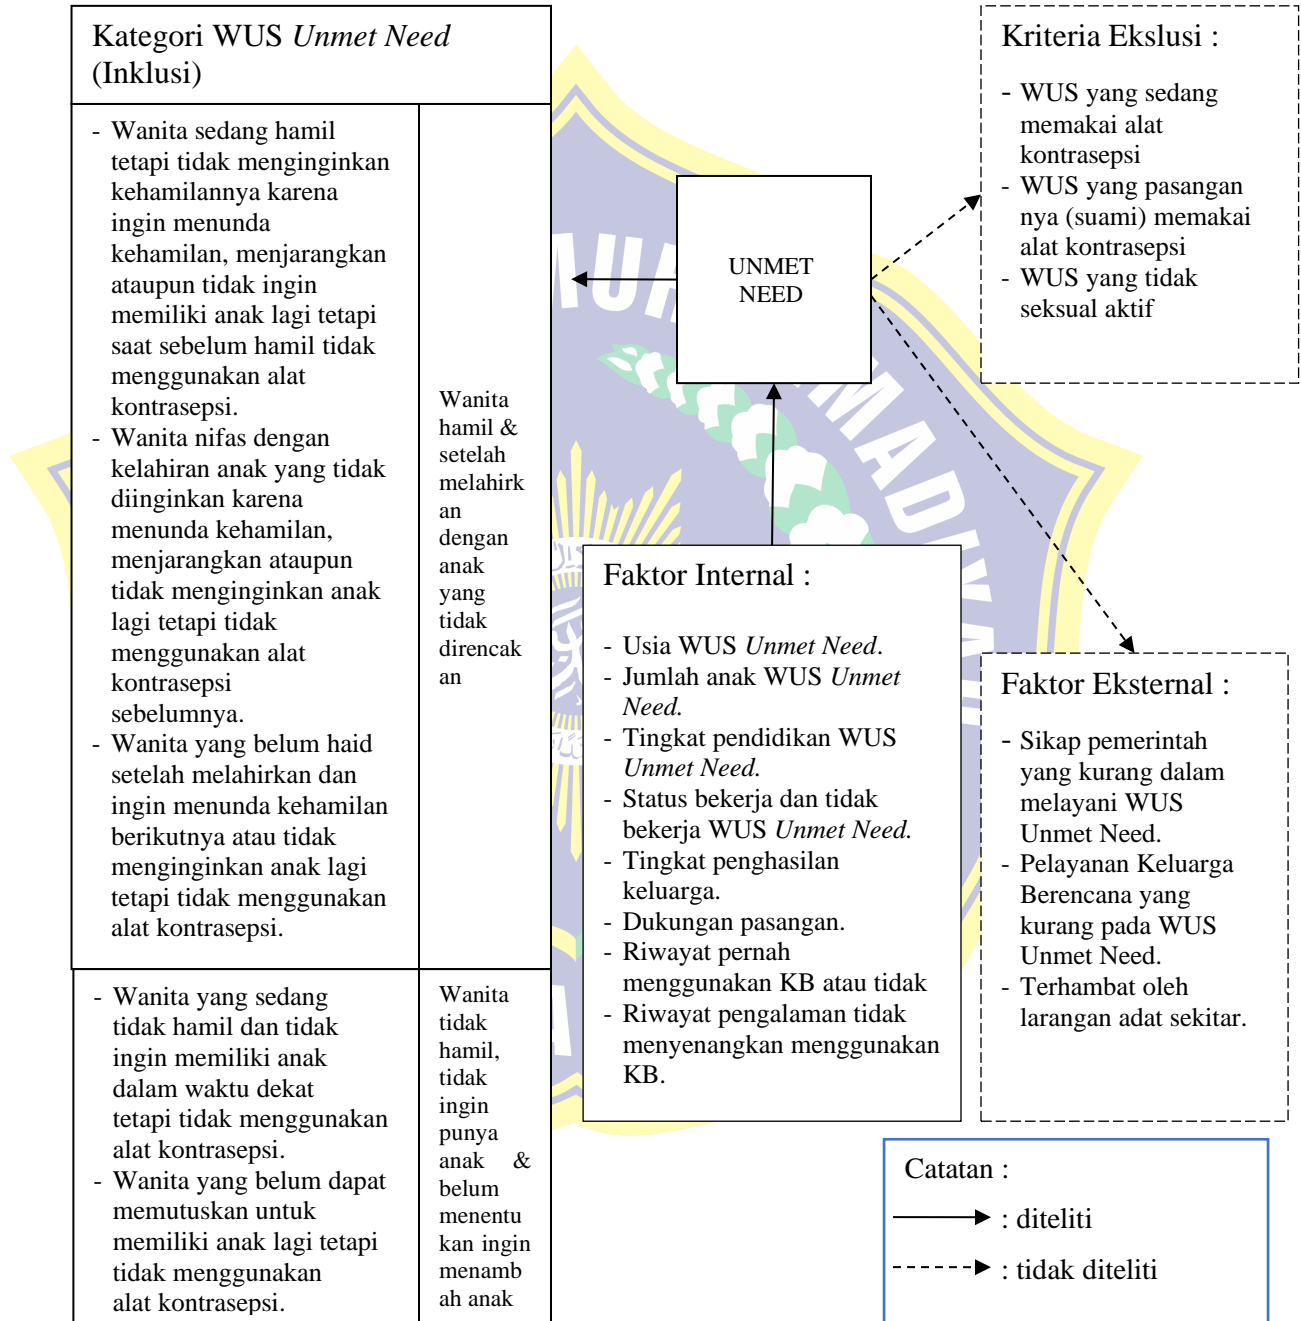 Kategori WUS Unmet Need
(Inklusi)
- Wanita sedang hamil
tetapi tidak menginginkan
kehamilannya karena
ingin menunda
kehamilan, menjarangkan
ataupun tidak ingin
memiliki anak lagi tetapi
saat sebelum hamil tidak
menggunakan alat
kontrasepsi.
- Wanita nifas dengan
kelahiran anak yang tidak
diinginkan karena
menunda kehamilan,
menjarangkan ataupun
tidak menginginkan anak
lagi tetapi tidak
menggunakan alat
kontrasepsi
sebelumnya.
- Wanita yang belum haid
setelah melahirkan dan
ingin menunda kehamilan
berikutnya atau tidak
menginginkan anak lagi
tetapi tidak menggunakan
alat kontrasepsi.
Wanita
hamil &
setelah
melahirk
an
dengan
anak
yang
tidak
direncak
an
- Wanita yang sedang
tidak hamil dan tidak
ingin memiliki anak
dalam waktu dekat
tetapi tidak menggunakan
alat kontrasepsi.
- Wanita yang belum dapat
memutuskan untuk
memiliki anak lagi tetapi
tidak menggunakan
alat kontrasepsi.
Wanita
tidak
hamil,
tidak
ingin
punya
anak &
belum
menentu
kan ingin
menamb
ah anak
UNMET
NEED
Faktor Internal :
- Usia WUS Unmet Need.
- Jumlah anak WUS Unmet
Need.
- Tingkat pendidikan WUS
Unmet Need.
- Status bekerja dan tidak
bekerja WUS Unmet Need.
- Tingkat penghasilan
keluarga.
- Dukungan pasangan.
- Riwayat pernah
menggunakan KB atau tidak
- Riwayat pengalaman tidak
menyenangkan menggunakan
KB.
Kriteria Ekslusi :
- WUS yang sedang
memakai alat
kontrasepsi
- WUS yang pasangan
nya (suami) memakai
alat kontrasepsi
- WUS yang tidak
seksual aktif
Faktor Eksternal :
- Sikap pemerintah
yang kurang dalam
melayani WUS
Unmet Need.
- Pelayanan Keluarga
Berencana yang
kurang pada WUS
Unmet Need.
- Terhambat oleh
larangan adat sekitar.
Catatan :
: diteliti
: tidak diteliti